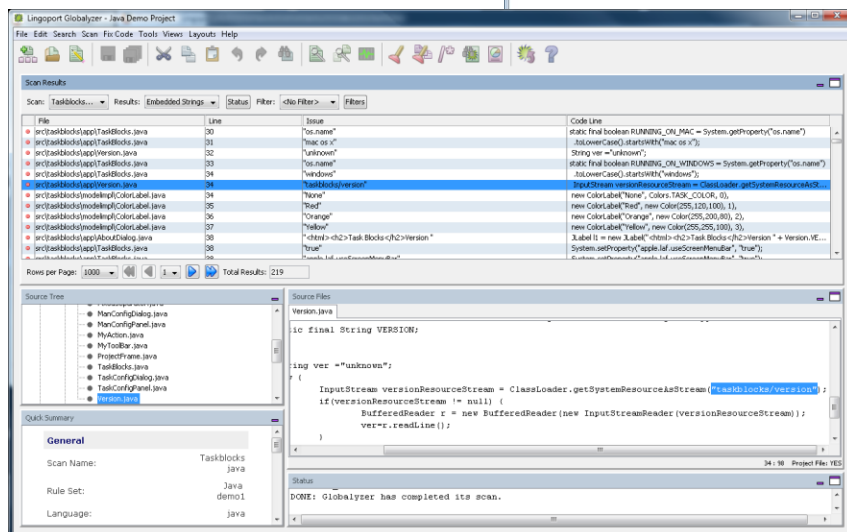 Lingoport Globalyzer - Java Demo Project
File Edit Search Scan Fix Code Tools Views Layouts Help
Scan Results
Scan: Taskblocks... Results: Embedded Strings Status Filter: <No Filter> Filters
File Line Issue Code Line
src\taskblocks\app\TaskBlocks.java 30 "os.name" static final boolean RUNNING_ON_MAC = System.getProperty("os.name")
src\taskblocks\app\TaskBlocks.java 31 "mac os x" .toLowerCase().startsWith("mac os x");
src\taskblocks\app\Version.java 32 "unknown" String ver ="unknown";
src\taskblocks\app\TaskBlocks.java 33 "os.name" static final boolean RUNNING_ON_WINDOWS = System.getProperty("os.name")
src\taskblocks\app\TaskBlocks.java 34 "windows" .toLowerCase().startsWith("windows");
src\taskblocks\app\Version.java 34 "taskblocks/version" InputStream versionResourceStream = ClassLoader.getSystemResourceAsSt...
src\taskblocks\modelimpl\ColorLabel.java 34 "None" new ColorLabel("None", Colors.TASK_COLOR, 0),
src\taskblocks\modelimpl\ColorLabel.java 35 "Red" new ColorLabel("Red", new Color(255,120,100), 1),
src\taskblocks\modelimpl\ColorLabel.java 36 "Orange" new ColorLabel("Orange", new Color(255,200,80), 2),
src\taskblocks\modelimpl\ColorLabel.java 37 "Yellow" new ColorLabel("Yellow", new Color(255,255,100), 3),
src\taskblocks\app\AboutDialog.java 38 "<html><h2>Task Blocks</h2>Version " JLabel l1 = new JLabel("<html><h2>Task Blocks</h2>Version " + Version.VE...
src\taskblocks\app\TaskBlocks.java 38 "true" System.setProperty("apple.laf.useScreenMenuBar", "true");
Rows per Page: 1000 1 Total Results: 219
Source Tree
ManConfigDialog.java
ManConfigPanel.java
MyAction.java
MyToolBar.java
ProjectFrame.java
TaskBlocks.java
TaskConfigDialog.java
TaskConfigPanel.java
Version.java
Source Files
Version.java
ic final String VERSION;
ing ver ="unknown";
{
InputStream versionResourceStream = ClassLoader.getSystemResourceAsStream("taskblocks/version");
if(versionResourceStream != null) {
BufferedReader r = new BufferedReader(new InputStreamReader(versionResourceStream));
ver=r.readLine();
}
34 : 90 Project File: YES
Quick Summary
General
Scan Name: Taskblocks java
Rule Set: Java demo1
Language: java
Status
DONE: Globalyzer has completed its scan.